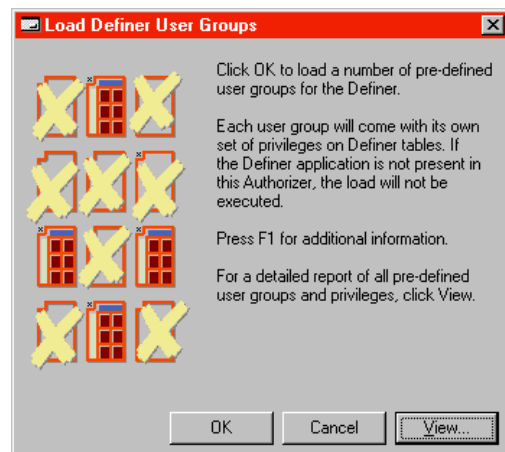 Load Definer User Groups
Click OK to load a number of pre-defined
user groups for the Definer.
Each user group will come with its own
set of privileges on Definer tables. If
the Definer application is not present in
this Authorizer, the load will not be
executed.
Press F1 for additional information.
For a detailed report of all pre-defined
user groups and privileges, click View.
OK
Cancel
View...